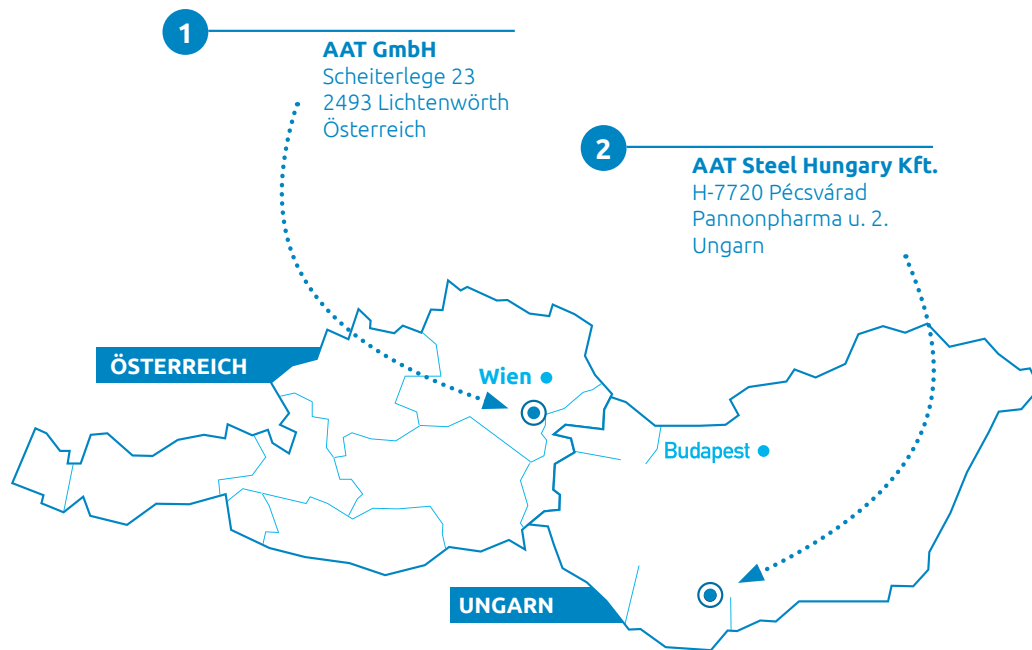 1
AAT GmbH
Scheiterlege 23
2493 Lichtenwörth
Österreich
2
AAT Steel Hungary Kft.
H-7720 Pécsvárad
Pannonpharma u. 2.
Ungarn
ÖSTERREICH
Wien
Budapest
UNGARN